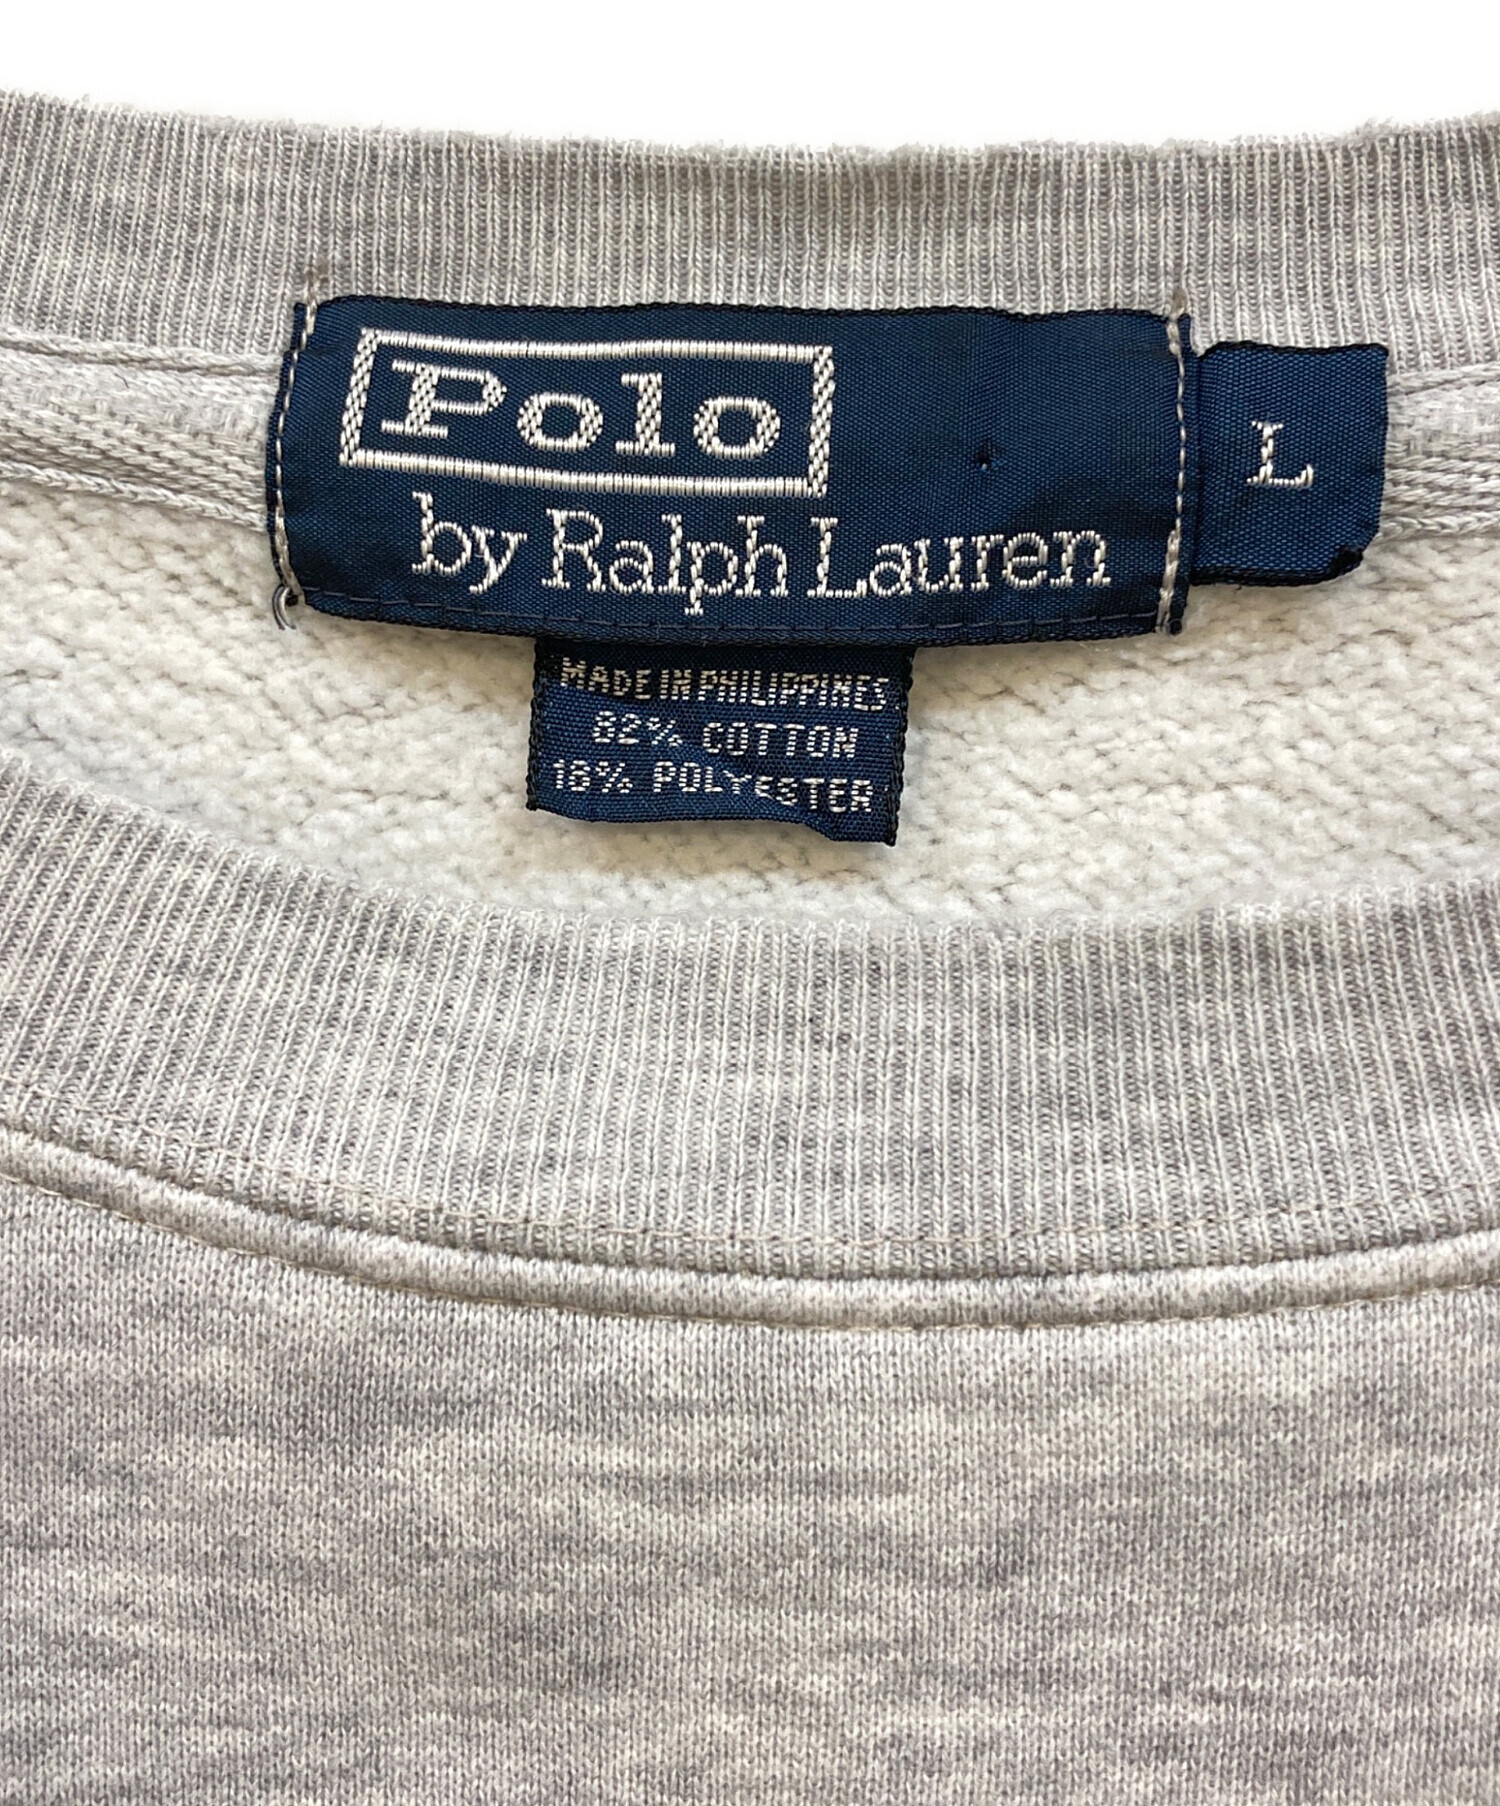 Polo
by Ralph Lauren
L
MADE IN PHILIPPINES
82% COTTON
18% POLYESTER